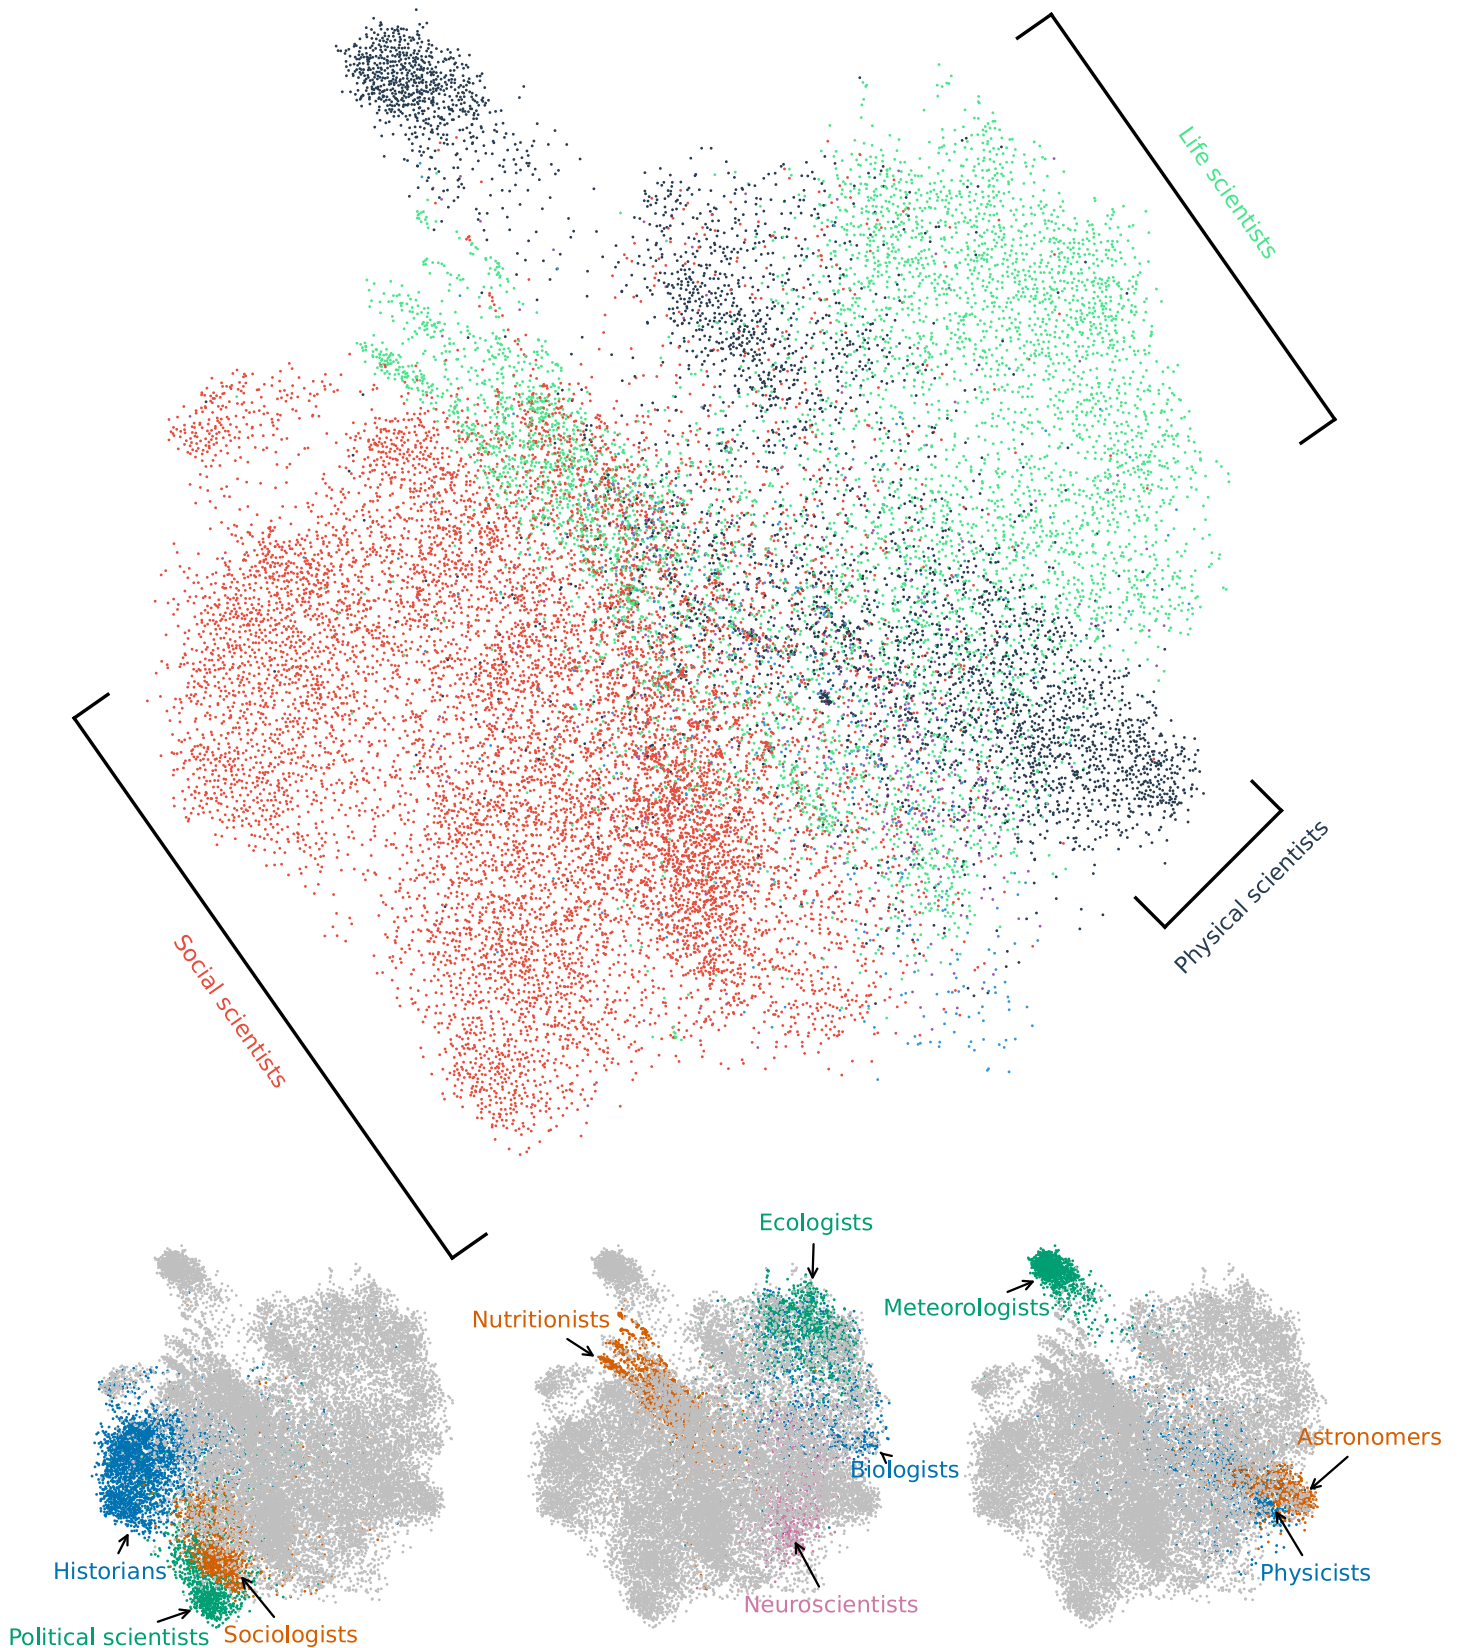 Life scientists
Physical scientists
Social scientists
Ecologists
Nutritionists
Meteorologists
Astronomers
Biologists
Historians
Physicists
Neuroscientists
Political scientists
Sociologists